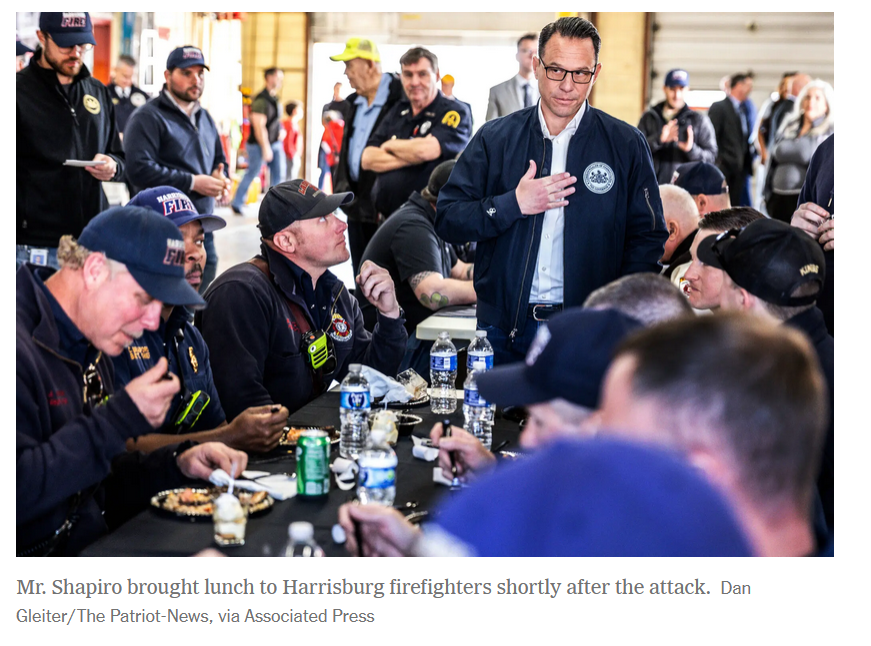 FIRE
HARRISBURG
FIRE
Mr. Shapiro brought lunch to Harrisburg firefighters shortly after the attack. Dan
Gleiter/The Patriot-News, via Associated Press